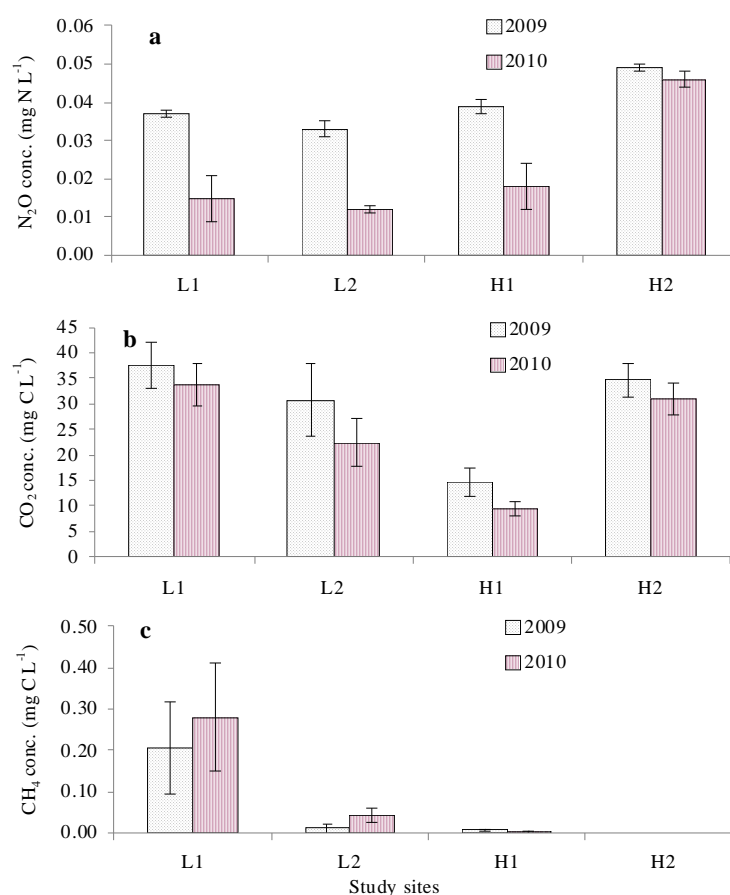 a
2009
2010
N₂O conc. (mg N L⁻¹)
0.06
0.05
0.04
0.03
0.02
0.01
0.00
L1 L2 H1 H2
b
2009
2010
CO₂ conc. (mg C L⁻¹)
45
40
35
30
25
20
15
10
5
0
L1 L2 H1 H2
c
2009
2010
CH₄ conc. (mg C L⁻¹)
0.50
0.40
0.30
0.20
0.10
0.00
L1 L2 H1 H2
Study sites